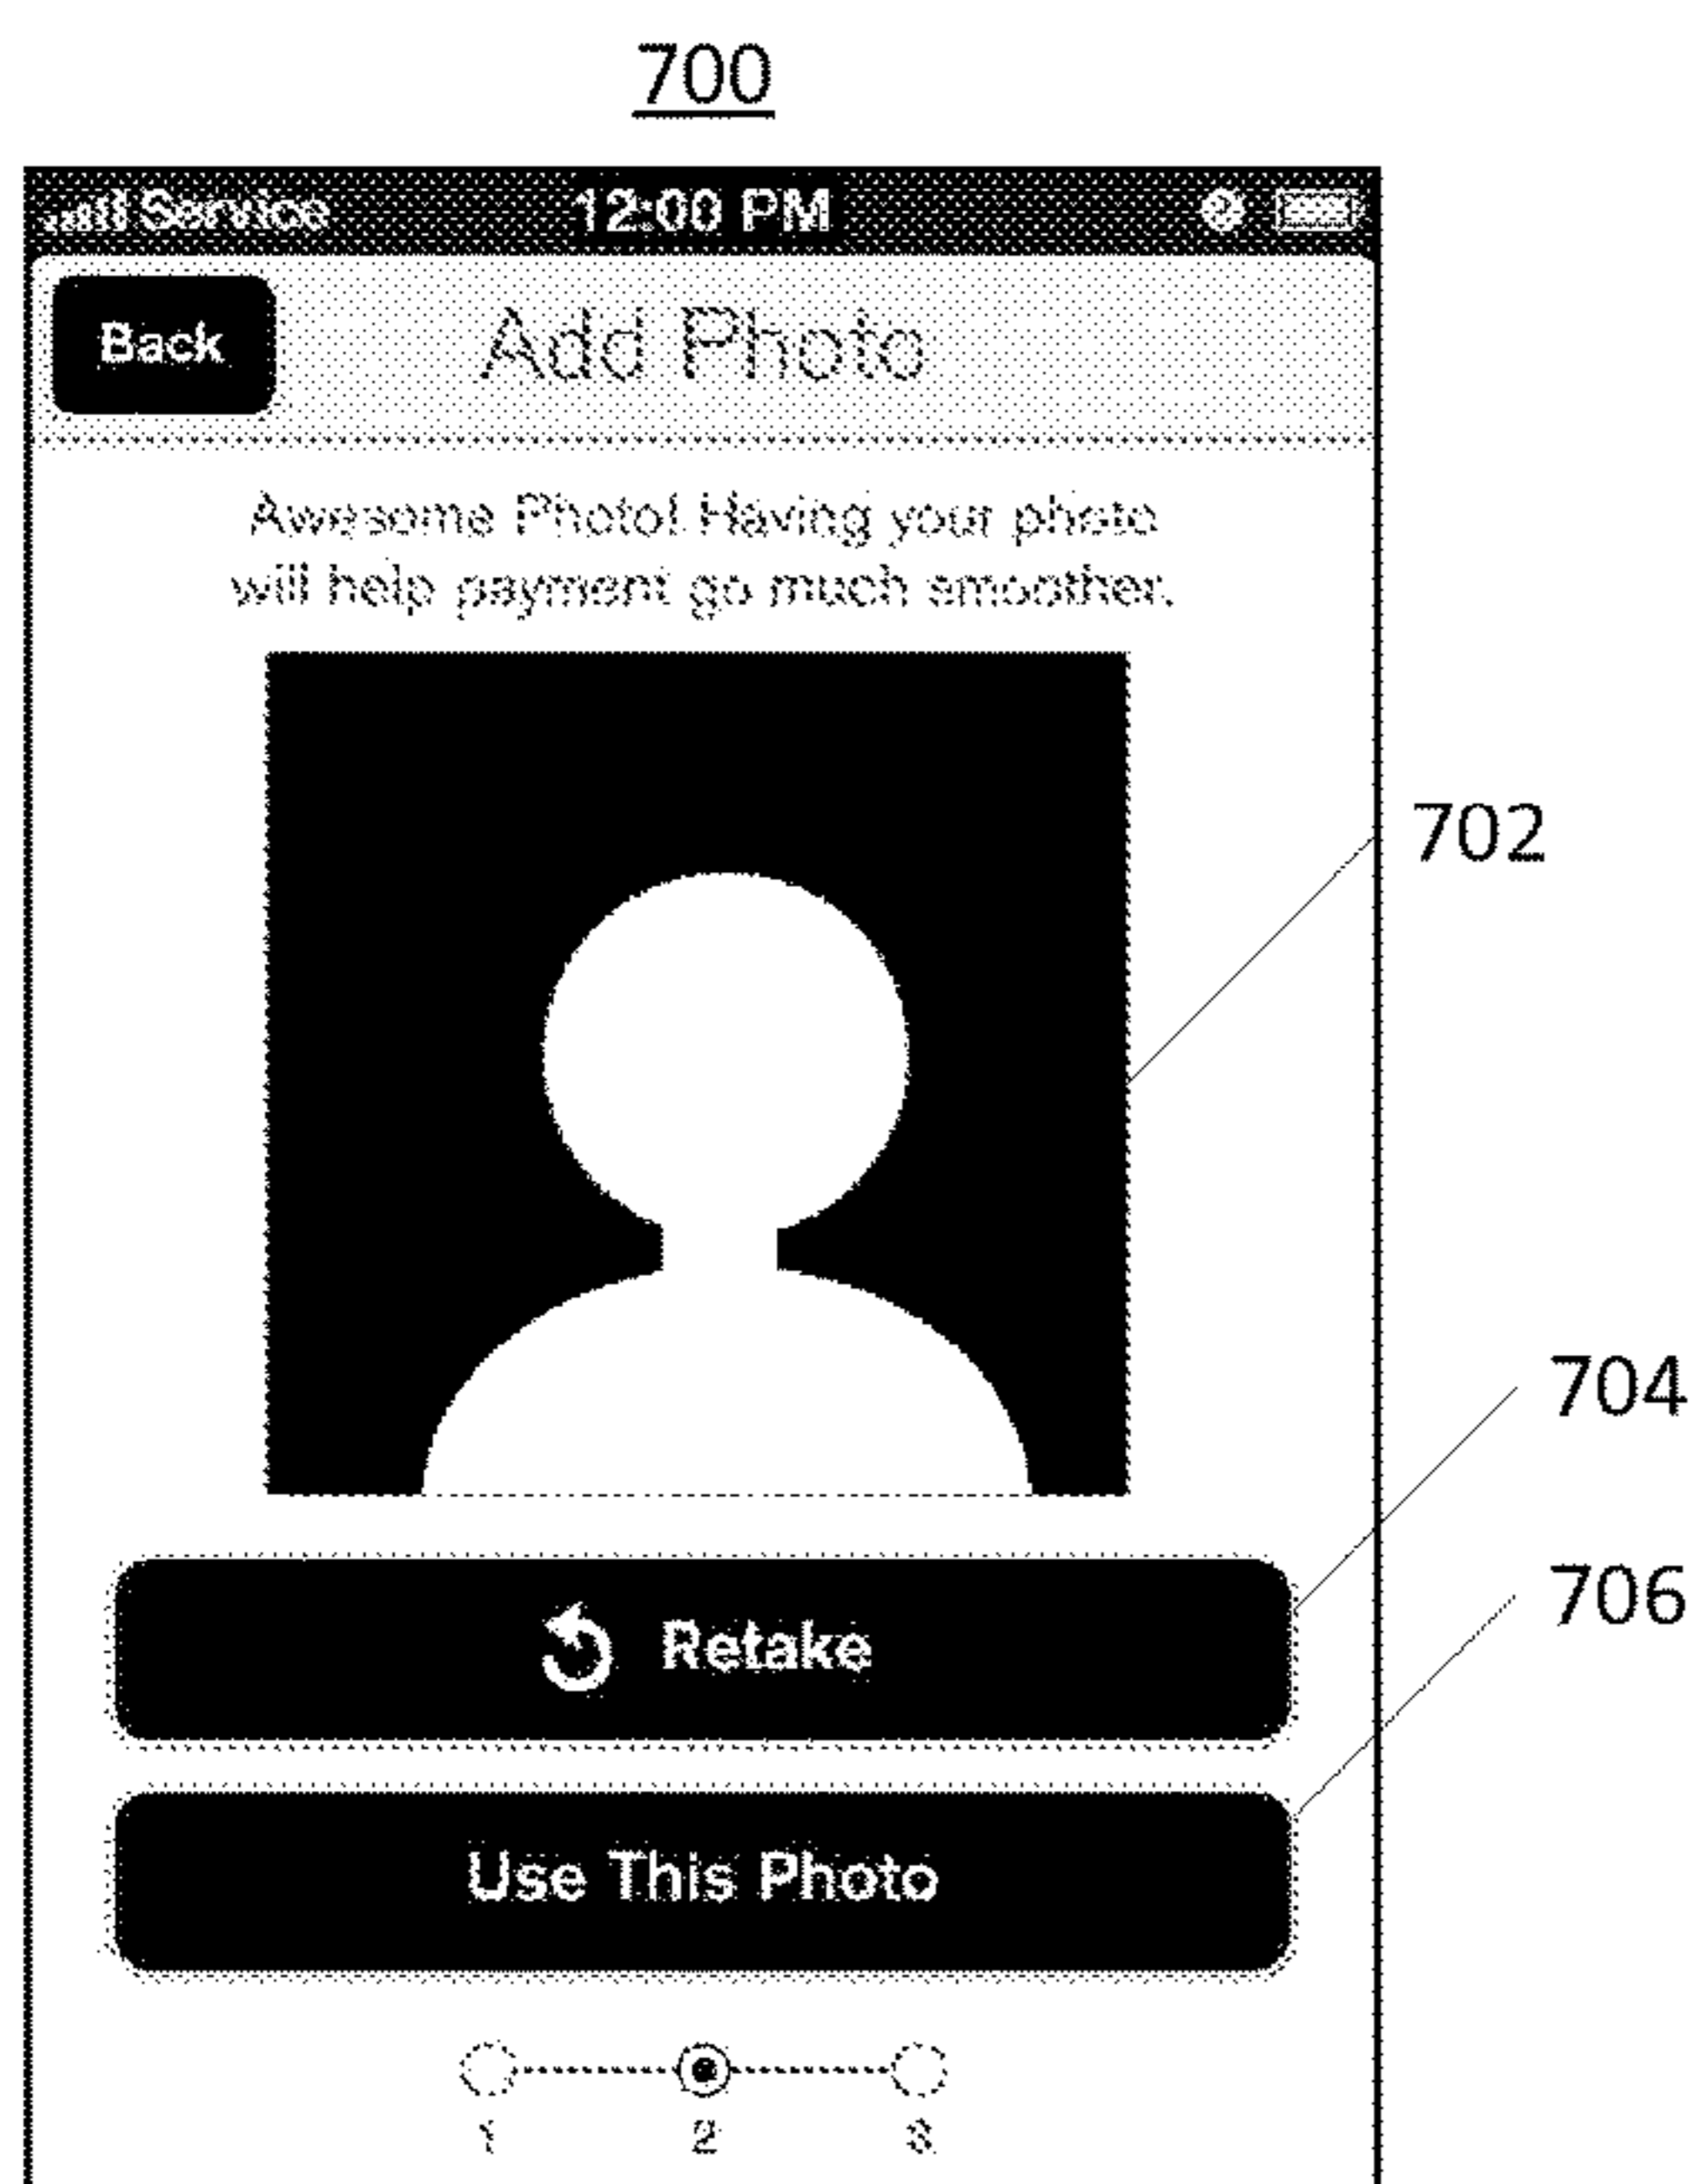 700
Service 12:00 PM
Back Add Photo
Awesome Photo! Having your photo
will help payment go much smoother.
702
704
Retake
706
Use This Photo
1 2 3